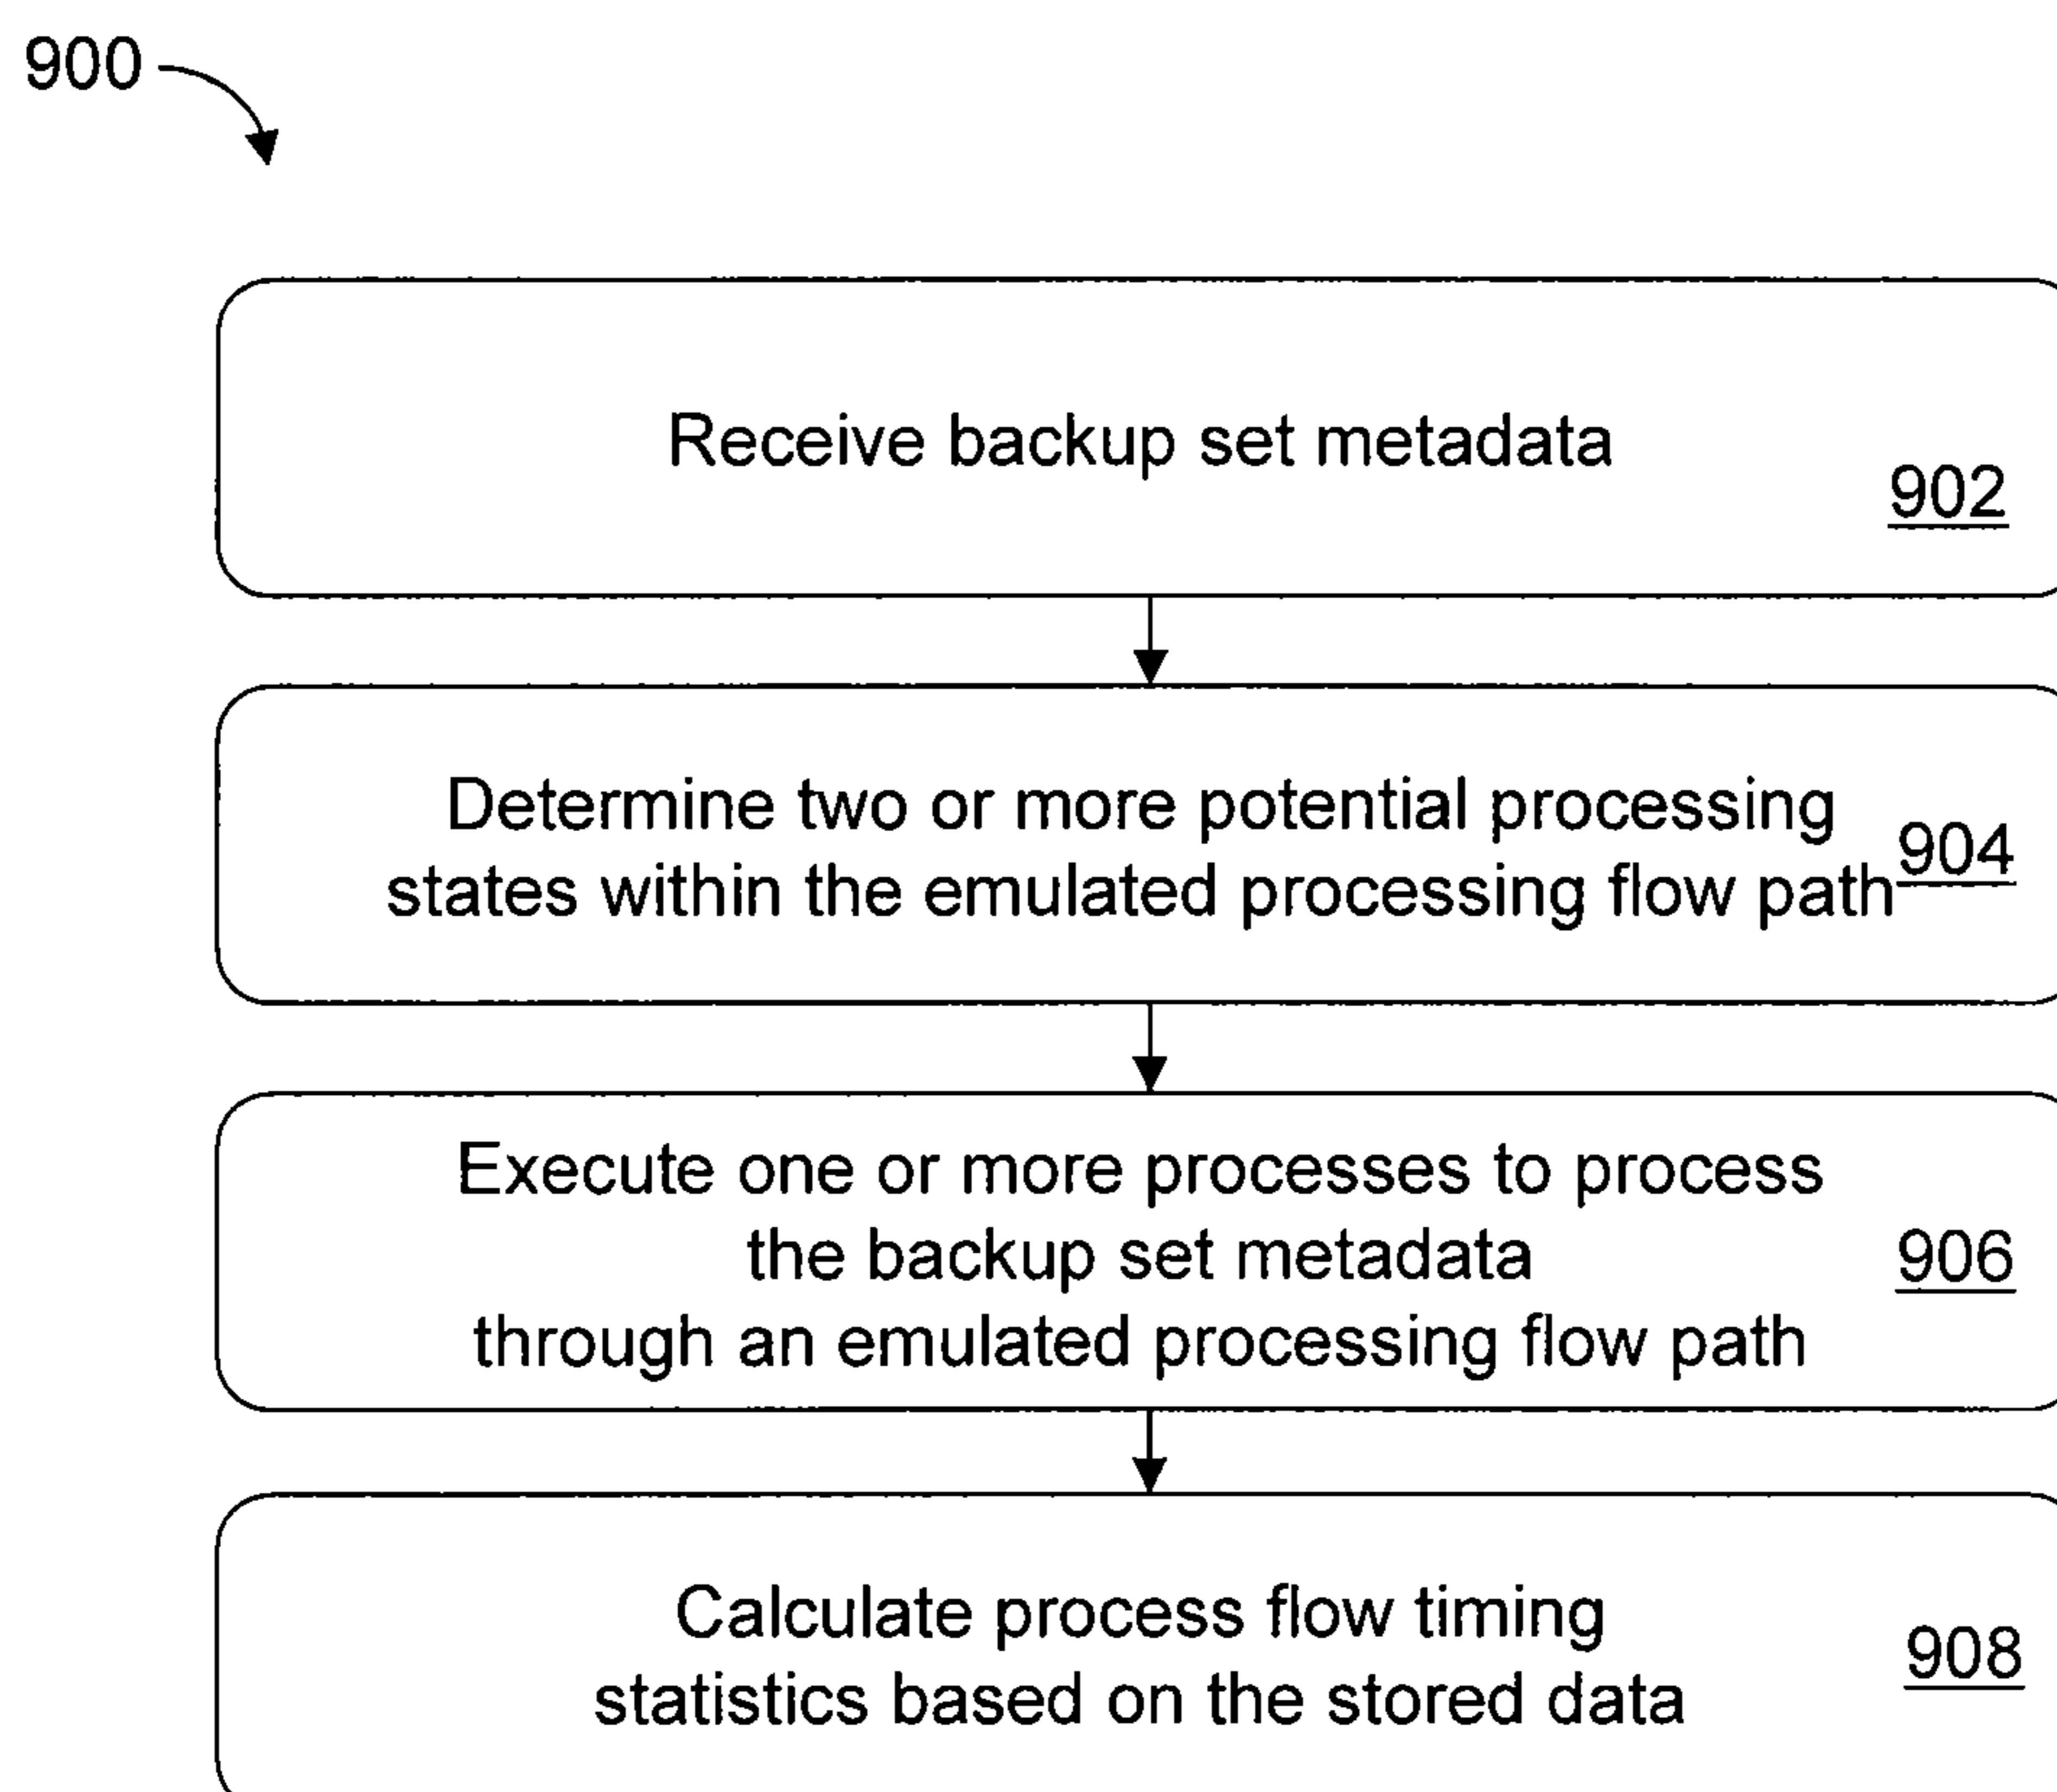 900
Receive backup set metadata
902
Determine two or more potential processing
states within the emulated processing flow path
904
Execute one or more processes to process
the backup set metadata
through an emulated processing flow path
906
Calculate process flow timing
statistics based on the stored data
908